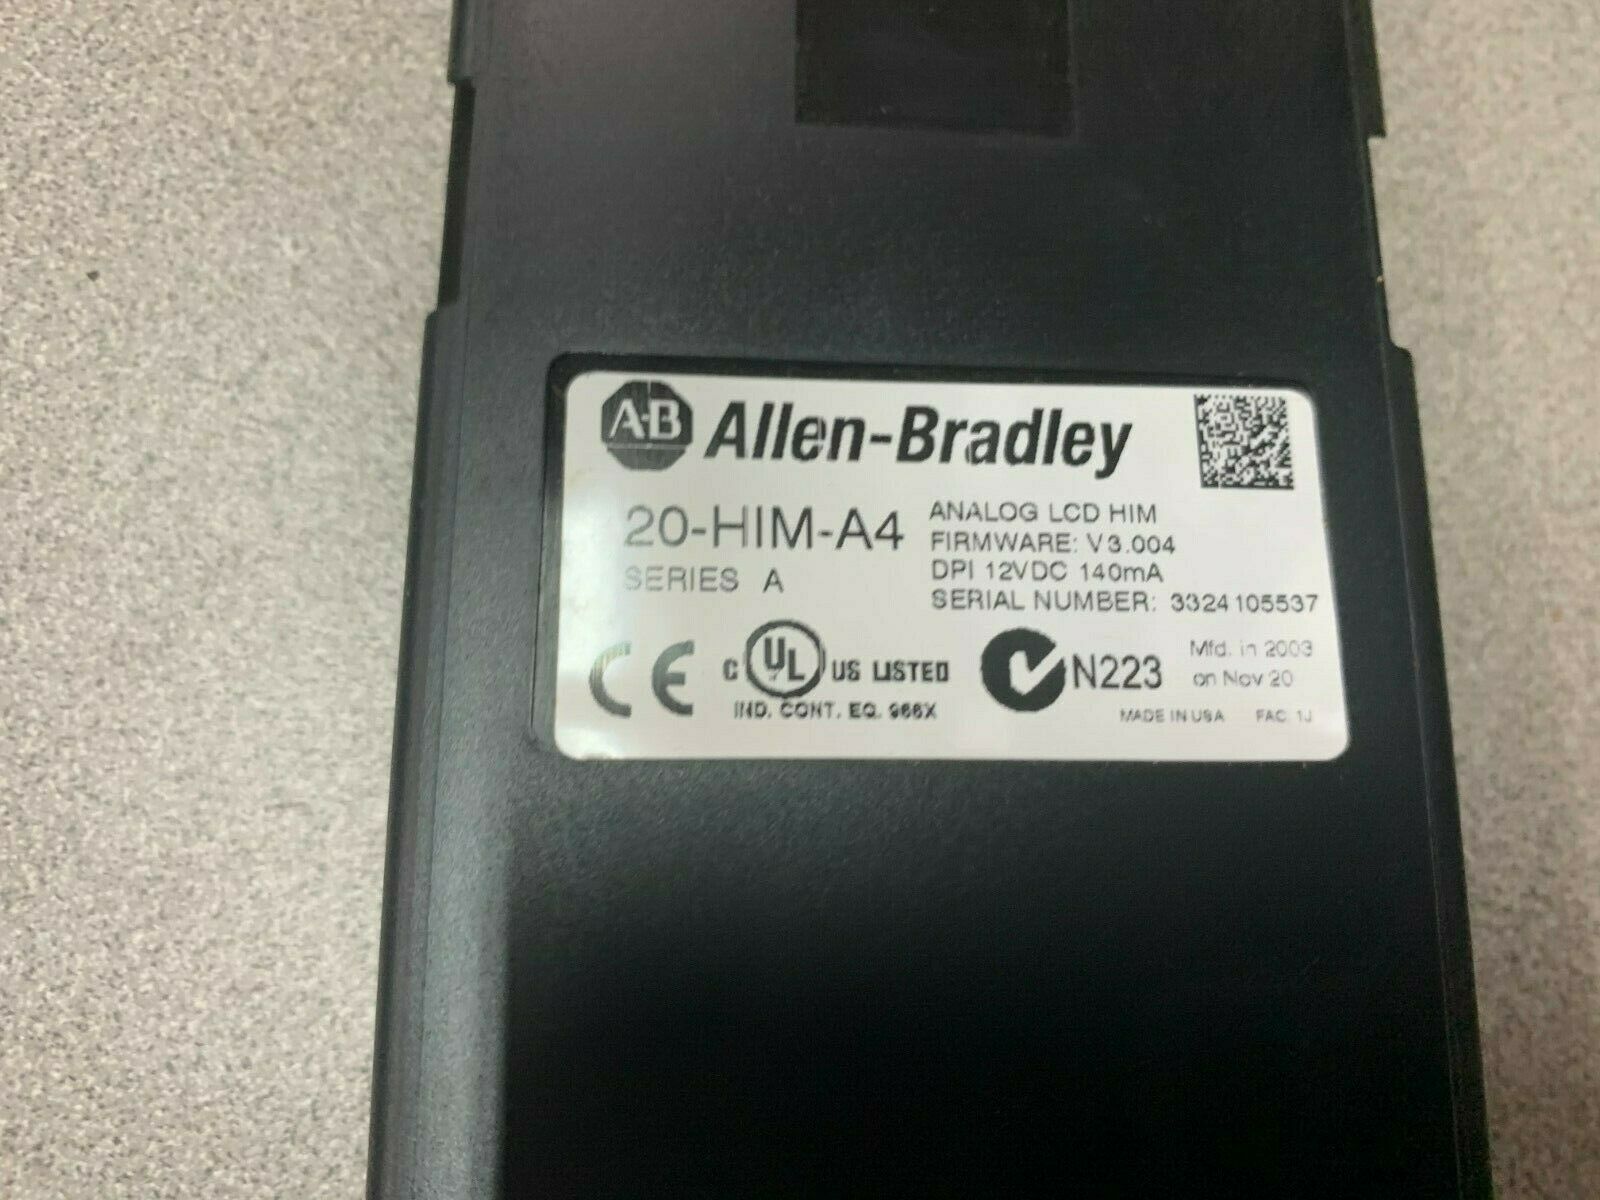 A-B Allen-Bradley
20-HIM-A4
SERIES A
ANALOG LCD HIM
FIRMWARE: V3.004
DPI 12VDC 140mA
SERIAL NUMBER: 3324105537
CE
C UL US LISTED
IND. CONT. EQ. 966X
N223
Mfd. in 2003
on Nov 20
MADE IN USA FAC 1J